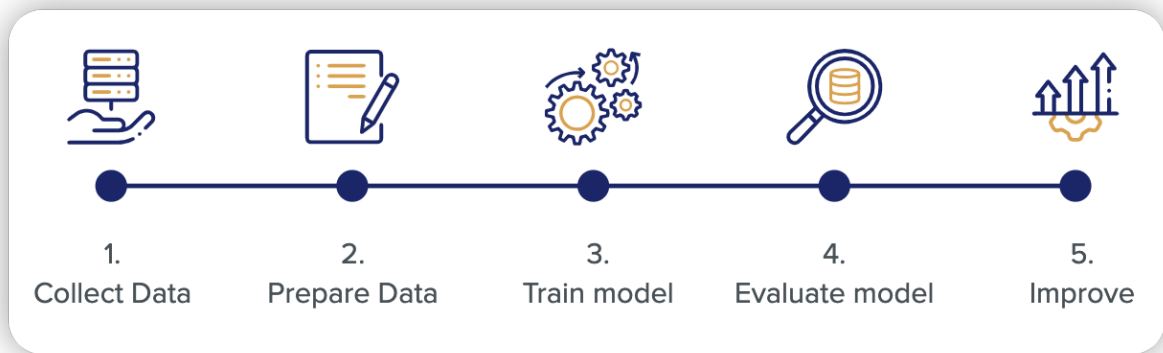 1.
Collect Data
2.
Prepare Data
3.
Train model
4.
Evaluate model
5.
Improve